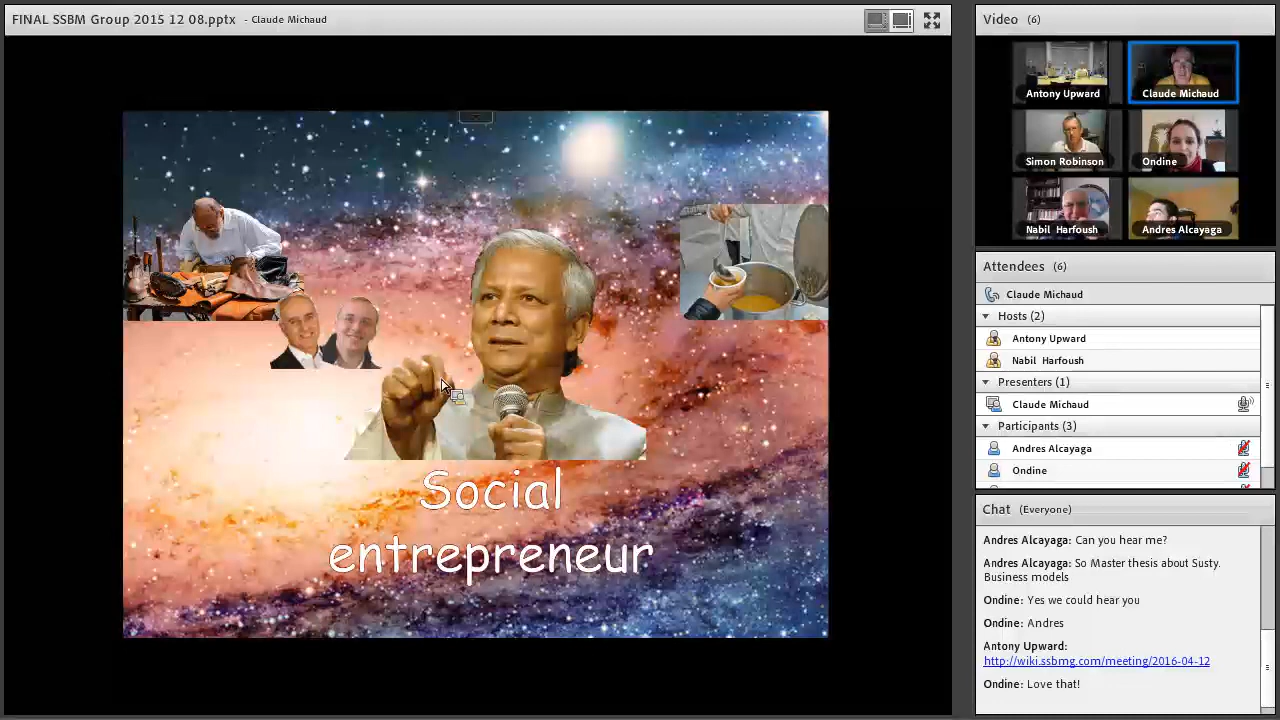 FINAL SSBM Group 2015 12 08.pptx - Claude Michaud
Social
entrepreneur
Video (6)
Antony Upward
Claude Michaud
Simon Robinson
Ondine
Nabil Harfoush
Andres Alcayaga
Attendees (6)
Claude Michaud
Hosts (2)
Antony Upward
Nabil Harfoush
Presenters (1)
Claude Michaud
Participants (3)
Andres Alcayaga
Ondine
Chat (Everyone)
Andres Alcayaga: Can you hear me?
Andres Alcayaga: So Master thesis about Susty.
Business models
Ondine: Yes we could hear you
Ondine: Andres
Antony Upward:
http://wiki.ssbmg.com/meeting/2016-04-12
Ondine: Love that!